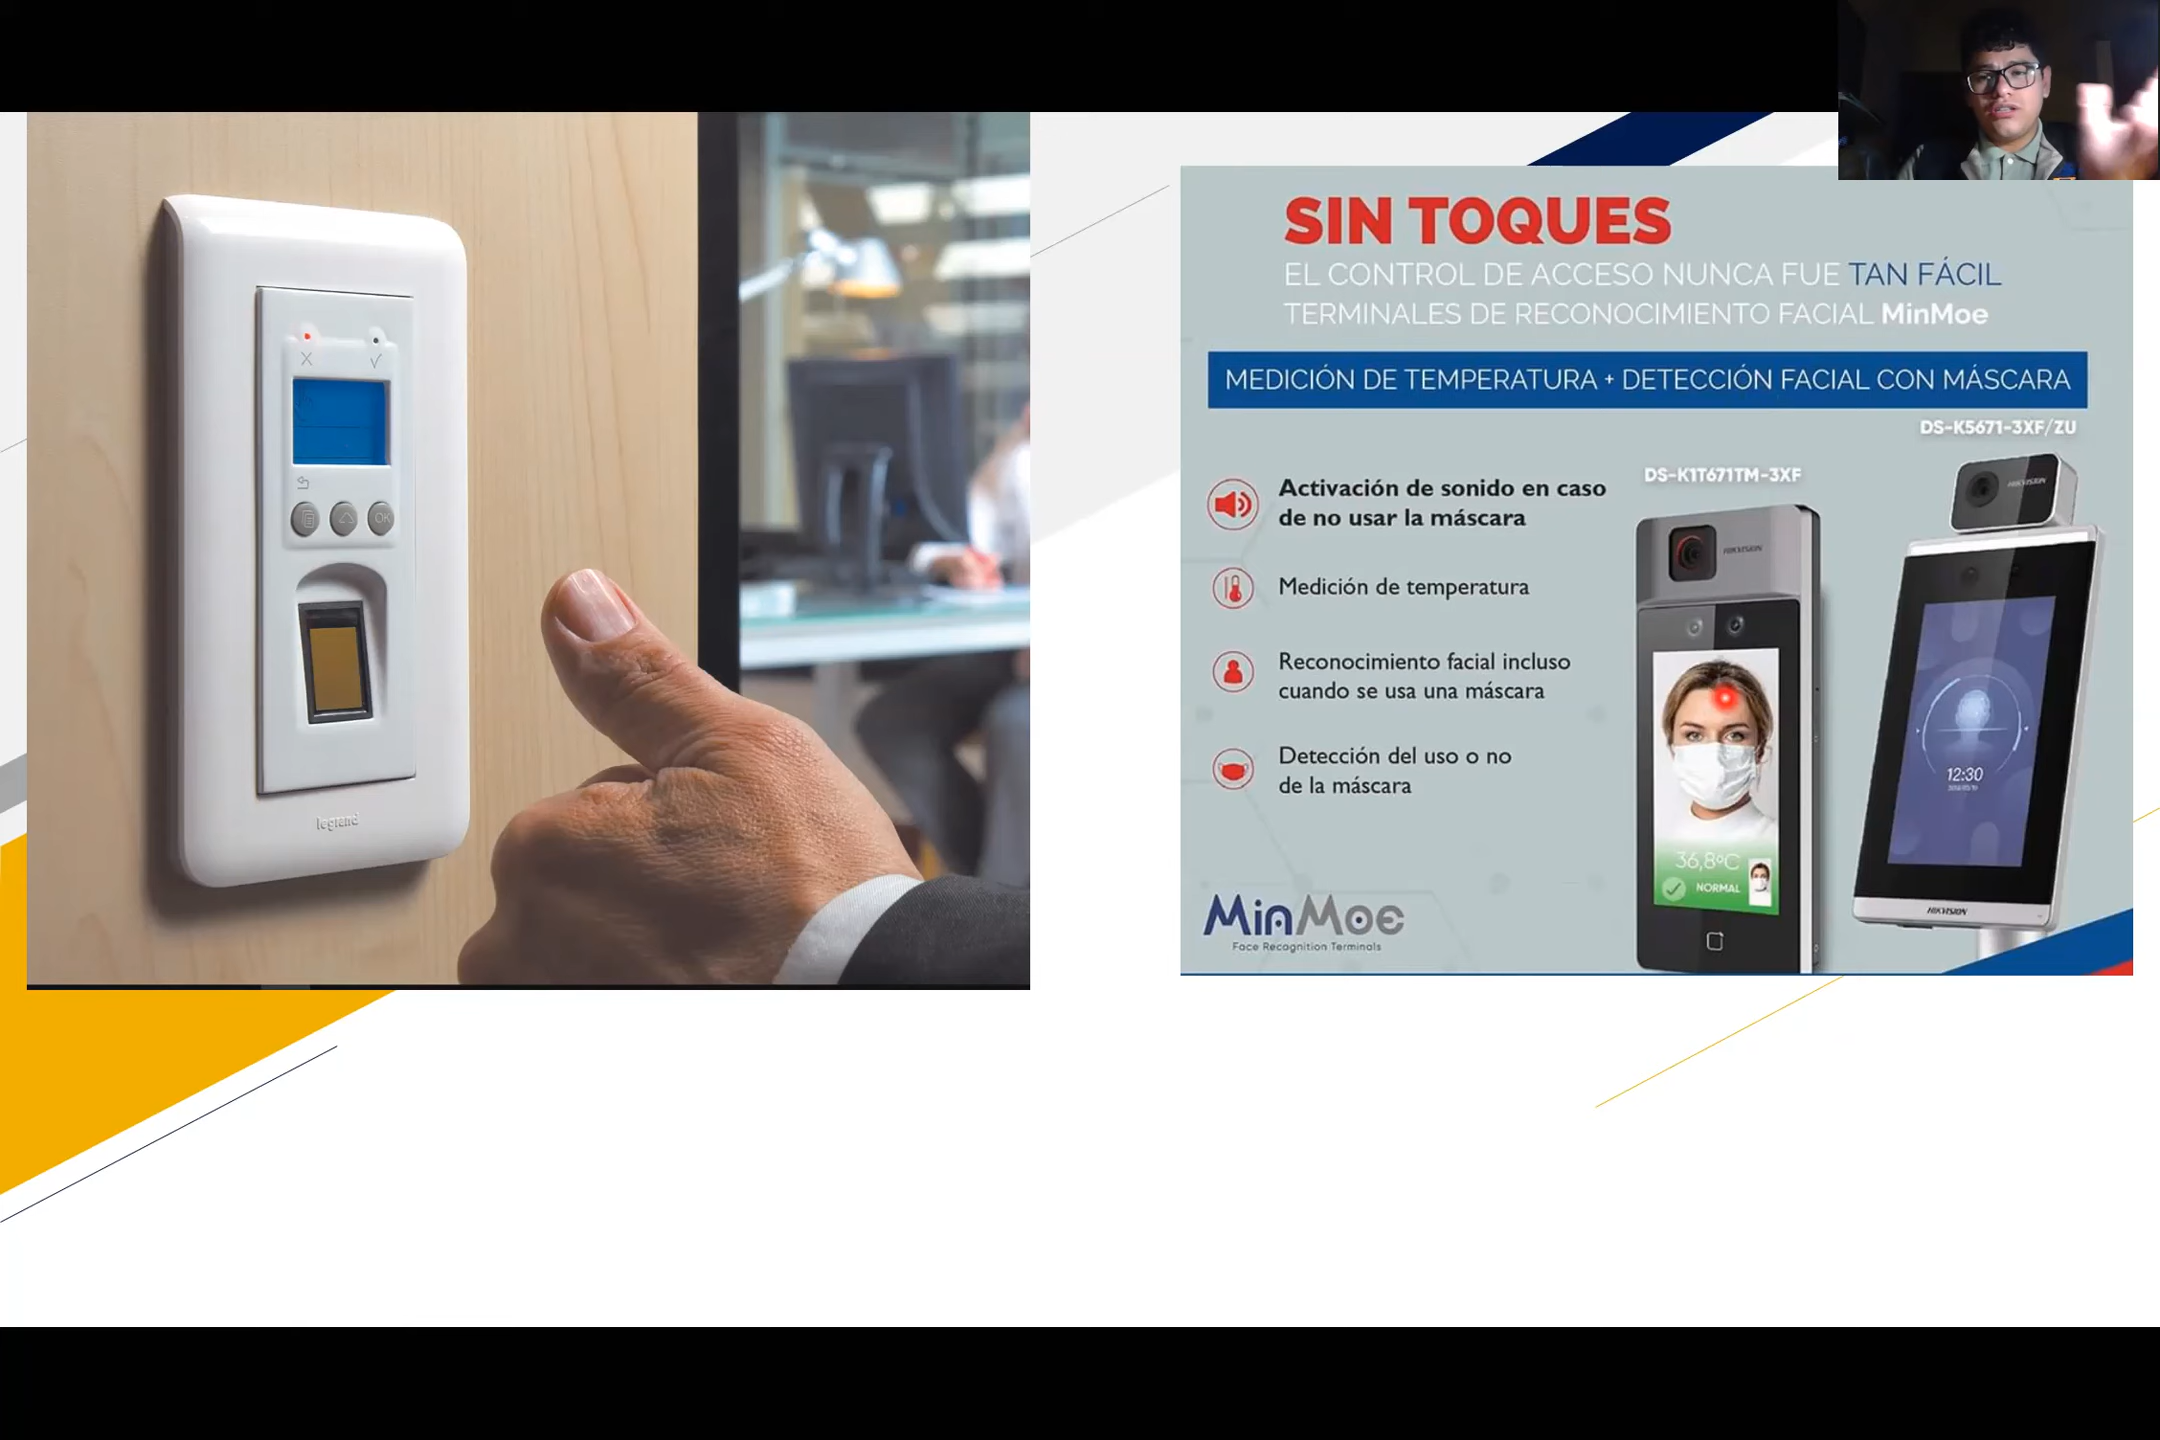 X
OK
legrand
SIN TOQUES
EL CONTROL DE ACCESO NUNCA FUE TAN FÁCIL
TERMINALES DE RECONOCIMIENTO FACIAL MinMoe
MEDICIÓN DE TEMPERATURA + DETECCIÓN FACIAL CON MÁSCARA
DS-K5671-3XF/ZU
DS-K1T671TM-3XF
Activación de sonido en caso
de no usar la máscara
Medición de temperatura
Reconocimiento facial incluso
cuando se usa una máscara
Detección del uso o no
de la máscara
HIKVISION
HIKVISION
36,8ºC
NORMAL
12:30
HIKVISION
MinMoe
Face Recognition Terminals